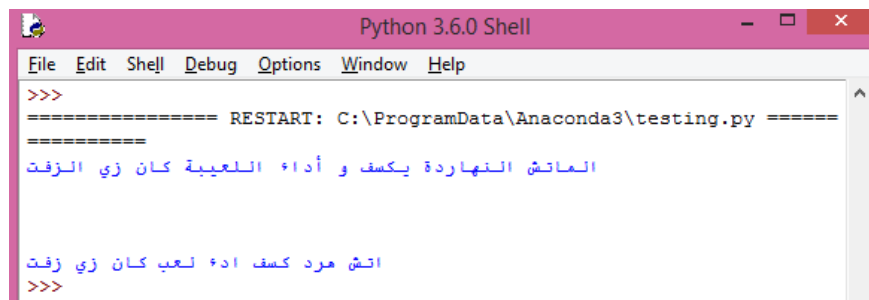 Python 3.6.0 Shell
File Edit Shell Debug Options Window Help
>>>
================ RESTART: C:\ProgramData\Anaconda3\testing.py ======
==========
الماتش النهاردة يكسف و أداء اللعيبة كان زي الزفت
اتش هرد كسف ادء لعب كان زي زفت
>>>